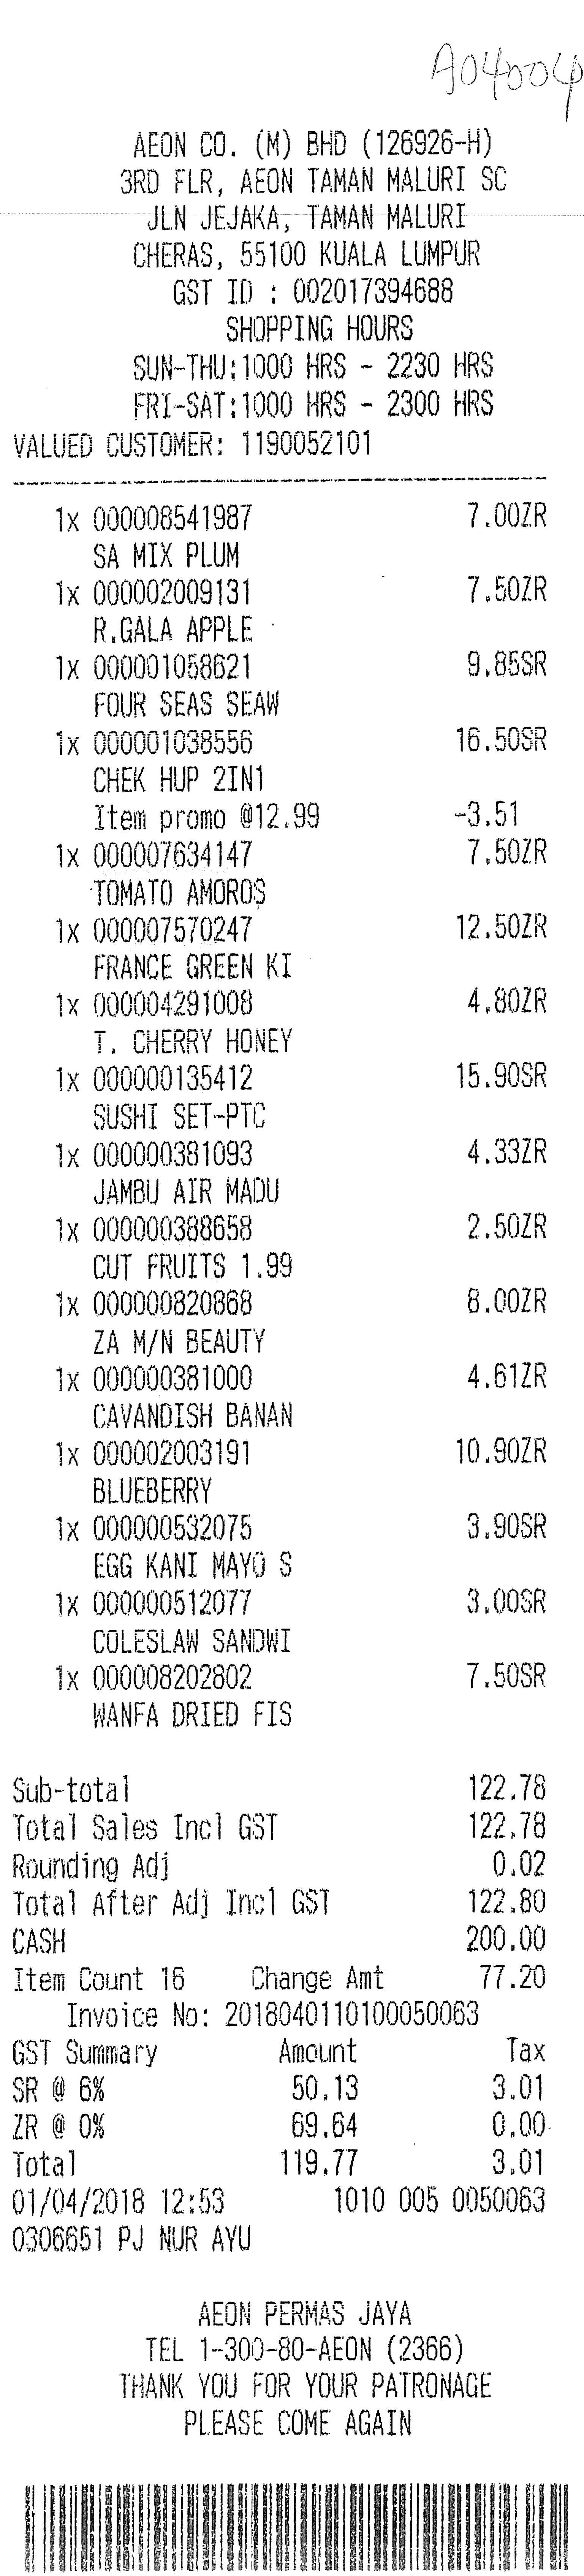 A04004
AEON CO. (M) BHD (126926-H)
3RD FLR, AEON TAMAN MALURI SC
JLN JEJAKA, TAMAN MALURI
CHERAS, 55100 KUALA LUMPUR
GST ID : 002017394688
SHOPPING HOURS
SUN-THU:1000 HRS - 2230 HRS
FRI-SAT:1000 HRS - 2300 HRS
VALUED CUSTOMER: 1190052101
1x 000008541987 7.00ZR
SA MIX PLUM
1x 000002009131 7.50ZR
R.GALA APPLE
1x 000001058621 9.85SR
FOUR SEAS SEAW
1x 000001038556 16.50SR
CHEK HUP 2IN1
Item promo @12.99 -3.51
1x 000007634147 7.50ZR
TOMATO AMOROS
1x 000007570247 12.50ZR
FRANCE GREEN KI
1x 000004291008 4.80ZR
T. CHERRY HONEY
1x 000000135412 15.90SR
SUSHI SET-PTC
1x 000000381093 4.33ZR
JAMBU AIR MADU
1x 000000388658 2.50ZR
CUT FRUITS 1.99
1x 000000820868 8.00ZR
ZA M/N BEAUTY
1x 000000381000 4.61ZR
CAVANDISH BANAN
1x 000002003191 10.90ZR
BLUEBERRY
1x 000000532075 3.90SR
EGG KANI MAYO S
1x 000000512077 3.00SR
COLESLAW SANDWI
1x 000008202802 7.50SR
WANFA DRIED FIS
Sub-total 122.78
Total Sales Incl GST 122.78
Rounding Adj 0.02
Total After Adj Incl GST 122.80
CASH 200.00
Item Count 16 Change Amt 77.20
Invoice No: 2018040110100050063
GST Summary Amount Tax
SR @ 6% 50.13 3.01
ZR @ 0% 69.64 0.00
Total 119.77 3.01
01/04/2018 12:53 1010 005 0050063
0306651 PJ NUR AYU
AEON PERMAS JAYA
TEL 1-300-80-AEON (2366)
THANK YOU FOR YOUR PATRONAGE
PLEASE COME AGAIN